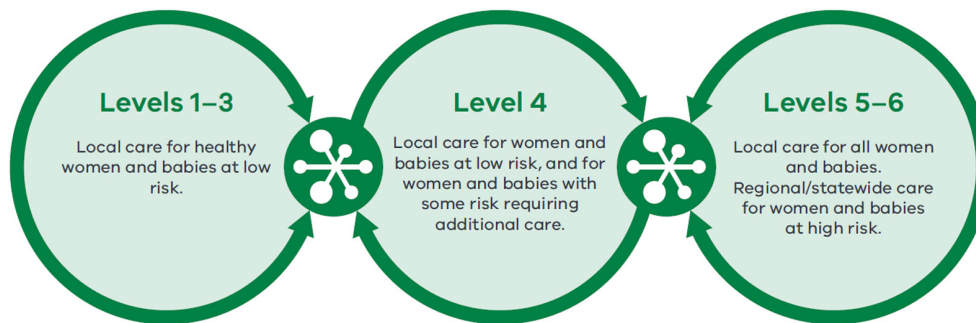 Levels 1–3
Local care for healthy
women and babies at low
risk.
Level 4
Local care for women and
babies at low risk, and for
women and babies with
some risk requiring
additional care.
Levels 5–6
Local care for all women
and babies.
Regional/statewide care
for women and babies
at high risk.